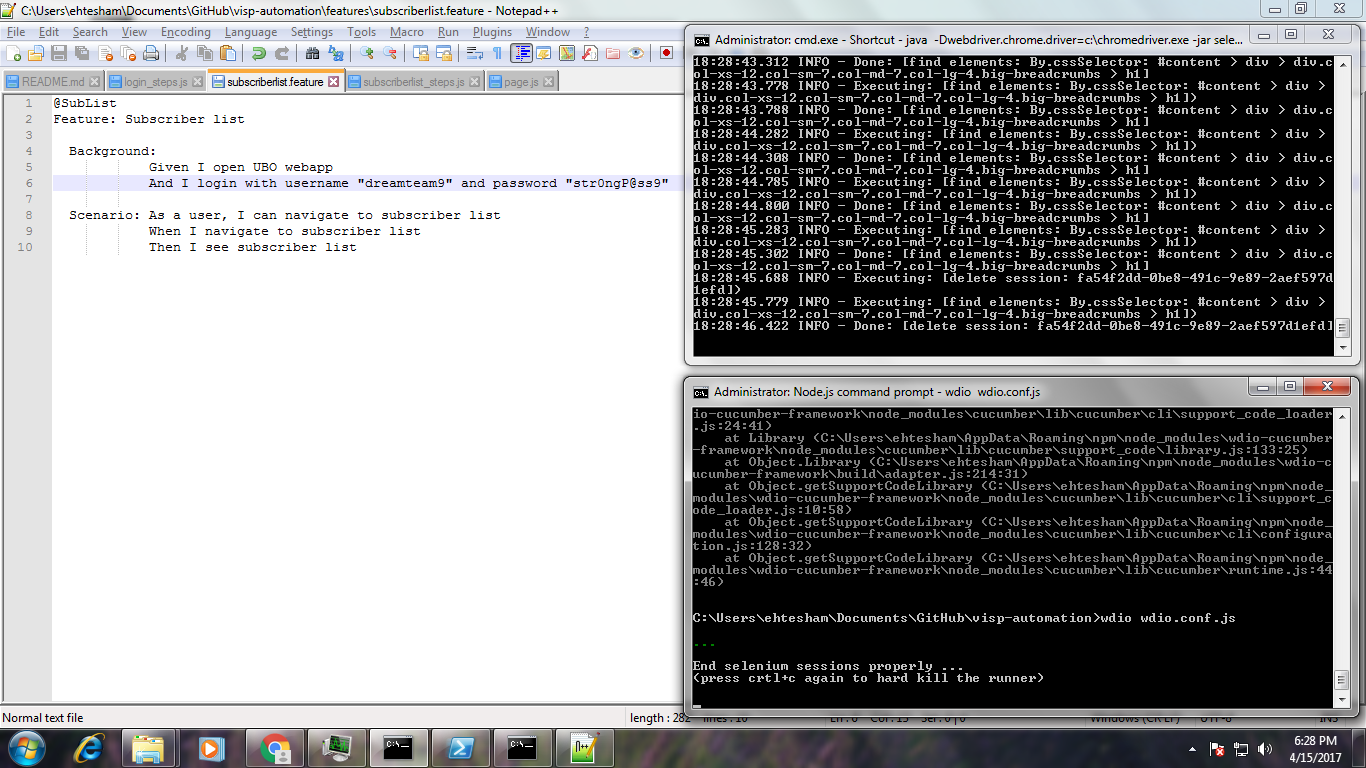 C:\Users\ehtesham\Documents\GitHub\visp-automation\features\subscriberlist.feature - Notepad++
File Edit Search View Encoding Language Settings Tools Macro Run Plugins Window ?
README.md login_steps.js subscriberlist.feature subscriberlist_steps.js page.js
1 @SubList
2 Feature: Subscriber list
3
4 Background:
5 Given I open UBO webapp
6 And I login with username "dreamteam9" and password "str0ngP@ss9"
7
8 Scenario: As a user, I can navigate to subscriber list
9 When I navigate to subscriber list
10 Then I see subscriber list
Administrator: cmd.exe - Shortcut - java -Dwebdriver.chrome.driver=c:\chromedriver.exe -jar sele...
18:28:43.312 INFO - Done: [find elements: By.cssSelector: #content > div > div.c
ol-xs-12.col-sm-7.col-md-7.col-lg-4.big-breadcrumbs > h1]
18:28:43.778 INFO - Executing: [find elements: By.cssSelector: #content > div >
div.col-xs-12.col-sm-7.col-md-7.col-lg-4.big-breadcrumbs > h1])
18:28:43.788 INFO - Done: [find elements: By.cssSelector: #content > div > div.c
ol-xs-12.col-sm-7.col-md-7.col-lg-4.big-breadcrumbs > h1]
18:28:44.282 INFO - Executing: [find elements: By.cssSelector: #content > div >
div.col-xs-12.col-sm-7.col-md-7.col-lg-4.big-breadcrumbs > h1])
18:28:44.308 INFO - Done: [find elements: By.cssSelector: #content > div > div.c
ol-xs-12.col-sm-7.col-md-7.col-lg-4.big-breadcrumbs > h1]
18:28:44.785 INFO - Executing: [find elements: By.cssSelector: #content > div >
div.col-xs-12.col-sm-7.col-md-7.col-lg-4.big-breadcrumbs > h1])
18:28:44.800 INFO - Done: [find elements: By.cssSelector: #content > div > div.c
ol-xs-12.col-sm-7.col-md-7.col-lg-4.big-breadcrumbs > h1]
18:28:45.283 INFO - Executing: [find elements: By.cssSelector: #content > div >
div.col-xs-12.col-sm-7.col-md-7.col-lg-4.big-breadcrumbs > h1])
18:28:45.302 INFO - Done: [find elements: By.cssSelector: #content > div > div.c
ol-xs-12.col-sm-7.col-md-7.col-lg-4.big-breadcrumbs > h1]
18:28:45.688 INFO - Executing: [delete session: fa54f2dd-0be8-491c-9e89-2aef597d
1efd])
18:28:45.779 INFO - Executing: [find elements: By.cssSelector: #content > div >
div.col-xs-12.col-sm-7.col-md-7.col-lg-4.big-breadcrumbs > h1])
18:28:46.422 INFO - Done: [delete session: fa54f2dd-0be8-491c-9e89-2aef597d1efd]
Administrator: Node.js command prompt - wdio wdio.conf.js
io-cucumber-framework\node_modules\cucumber\lib\cucumber\cli\support_code_loader
.js:24:41)
at Library (C:\Users\ehtesham\AppData\Roaming\npm\node_modules\wdio-cucumber
-framework\node_modules\cucumber\lib\cucumber\support_code\library.js:133:25)
at Object.Library (C:\Users\ehtesham\AppData\Roaming\npm\node_modules\wdio-c
ucumber-framework\build\adapter.js:214:31)
at Object.getSupportCodeLibrary (C:\Users\ehtesham\AppData\Roaming\npm\node_
modules\wdio-cucumber-framework\node_modules\cucumber\lib\cucumber\cli\support_c
ode_loader.js:10:58)
at Object.getSupportCodeLibrary (C:\Users\ehtesham\AppData\Roaming\npm\node_
modules\wdio-cucumber-framework\node_modules\cucumber\lib\cucumber\cli\configura
tion.js:128:32)
at Object.getSupportCodeLibrary (C:\Users\ehtesham\AppData\Roaming\npm\node_
modules\wdio-cucumber-framework\node_modules\cucumber\lib\cucumber\runtime.js:44
:46)
C:\Users\ehtesham\Documents\GitHub\visp-automation>wdio wdio.conf.js
...
End selenium sessions properly ...
(press crtl+c again to hard kill the runner)
Normal text file length : 282
6:28 PM
4/15/2017